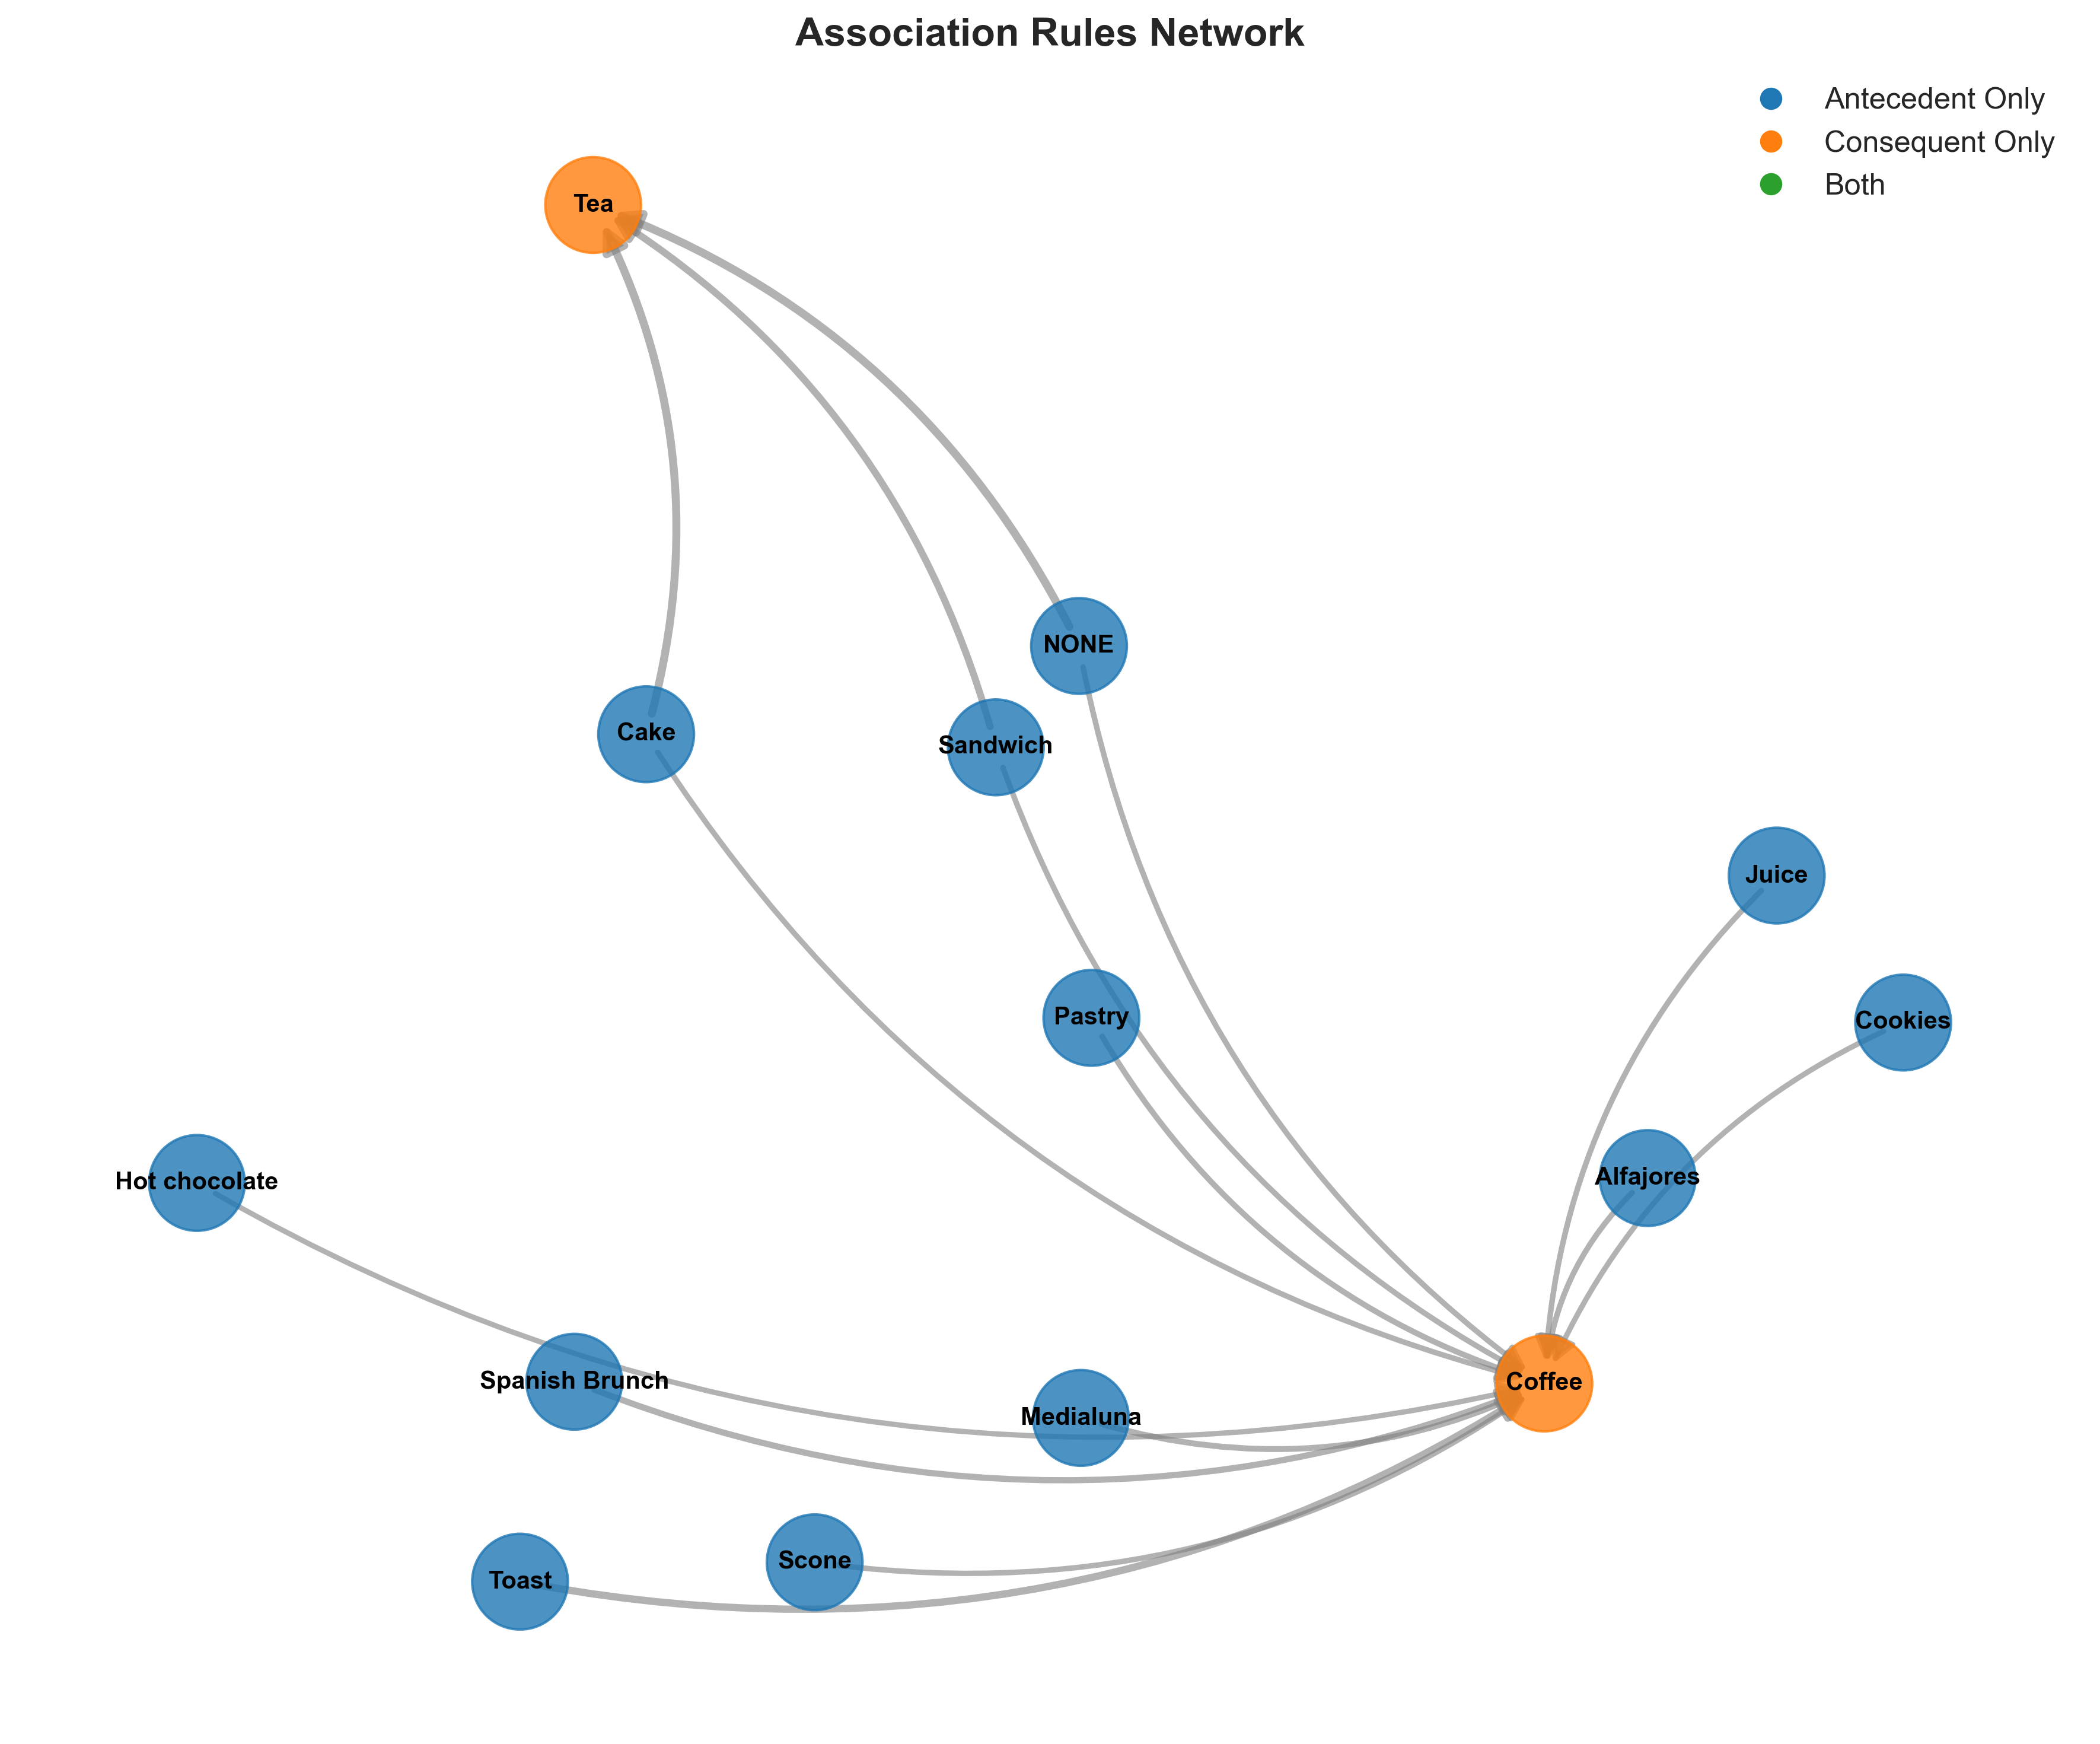 Association Rules Network
Antecedent Only
Consequent Only
Both
Tea
NONE
Cake
Sandwich
Juice
Pastry
Cookies
Hot chocolate
Alfajores
Spanish Brunch
Coffee
Medialuna
Scone
Toast